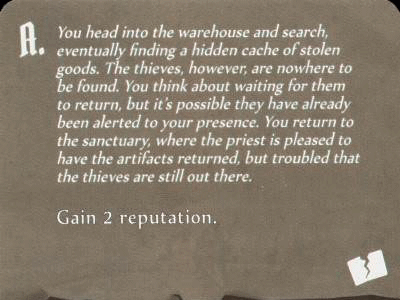 A. You head into the warehouse and search,
eventually finding a hidden cache of stolen
goods. The thieves, however, are nowhere to
be found. You think about waiting for them
to return, but it's possible they have already
been alerted to your presence. You return to
the sanctuary, where the priest is pleased to
have the artifacts returned, but troubled that
the thieves are still out there.
Gain 2 reputation.